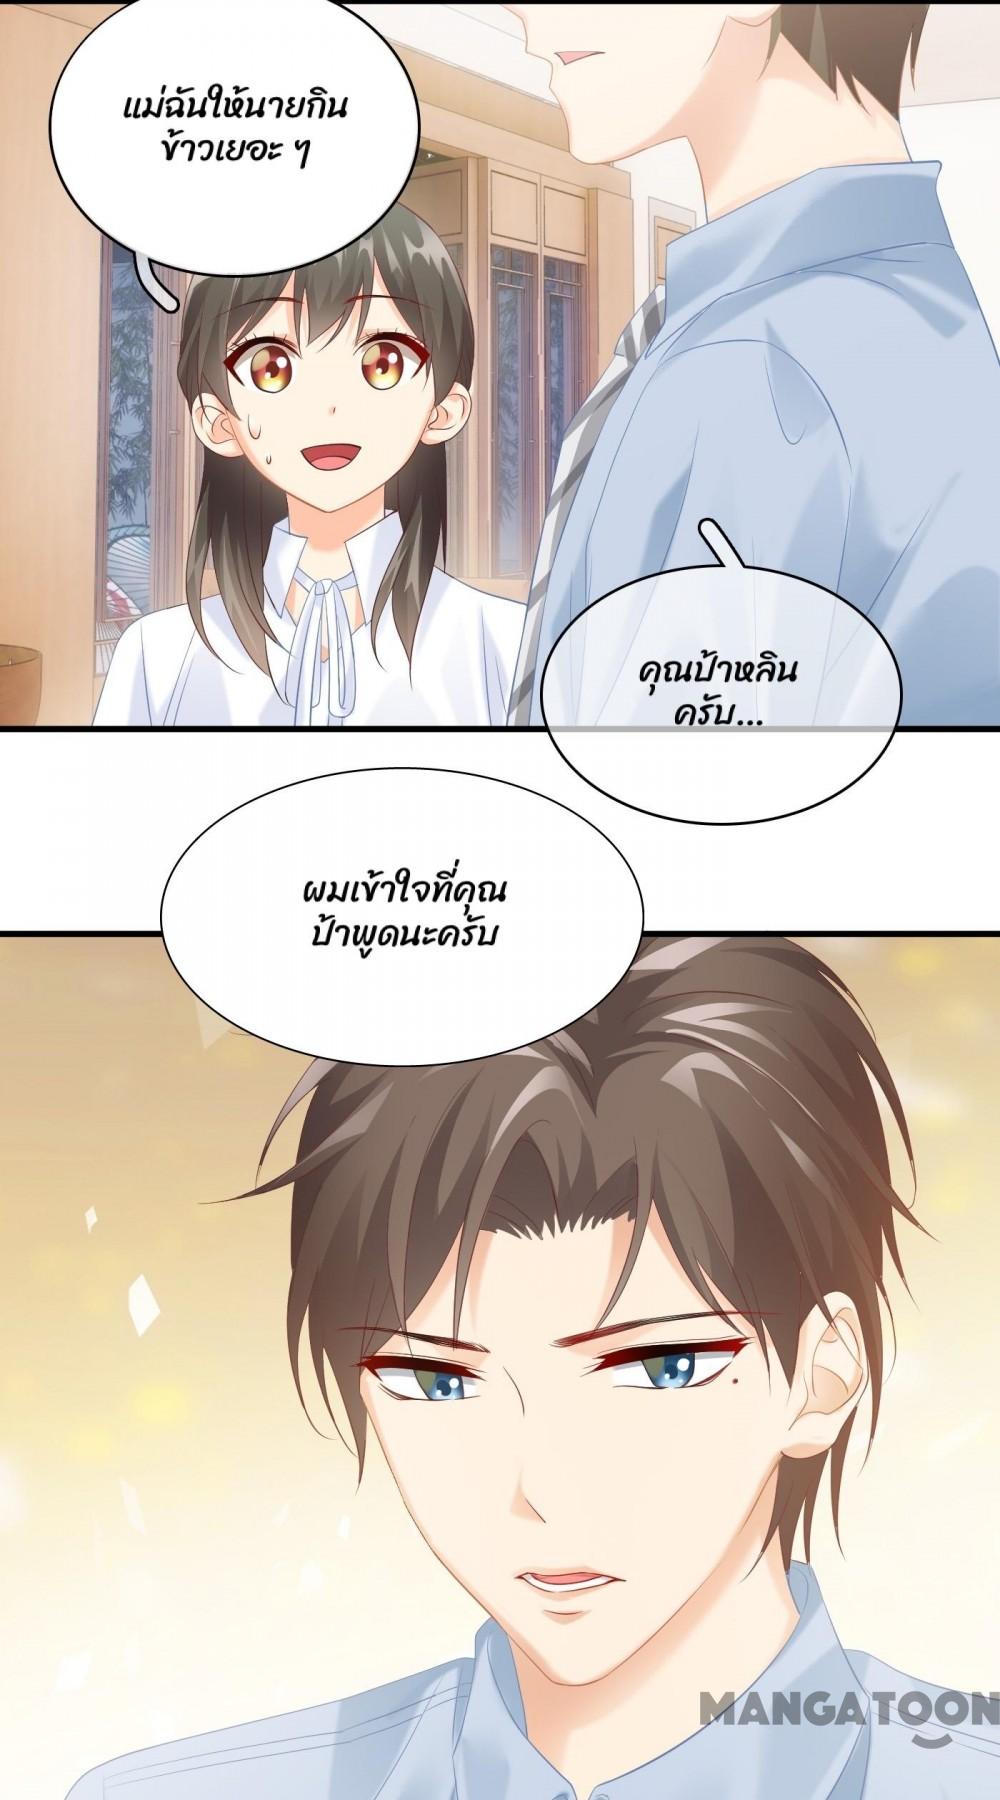 แม่ฉันให้นายกิน
ข้าวเยอะ ๆ
คุณป้าหลิน
ครับ...
ผมเข้าใจที่คุณ
ป้าพูดนะครับ
MANGATOON